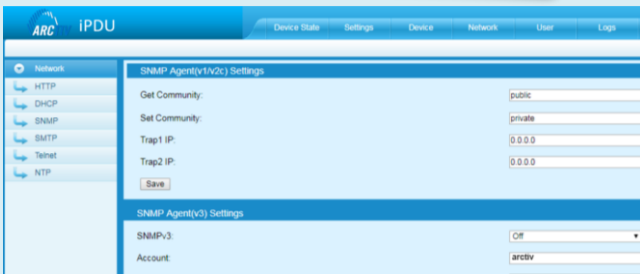 ARCTIV iPDU
Device State Settings Device Network User Logs
Network
HTTP
DHCP
SNMP
SMTP
Telnet
NTP
SNMP Agent(v1/v2c) Settings
Get Community: public
Set Community: private
Trap1 IP: 0.0.0.0
Trap2 IP: 0.0.0.0
Save
SNMP Agent(v3) Settings
SNMPv3: Off
Account: arctiv